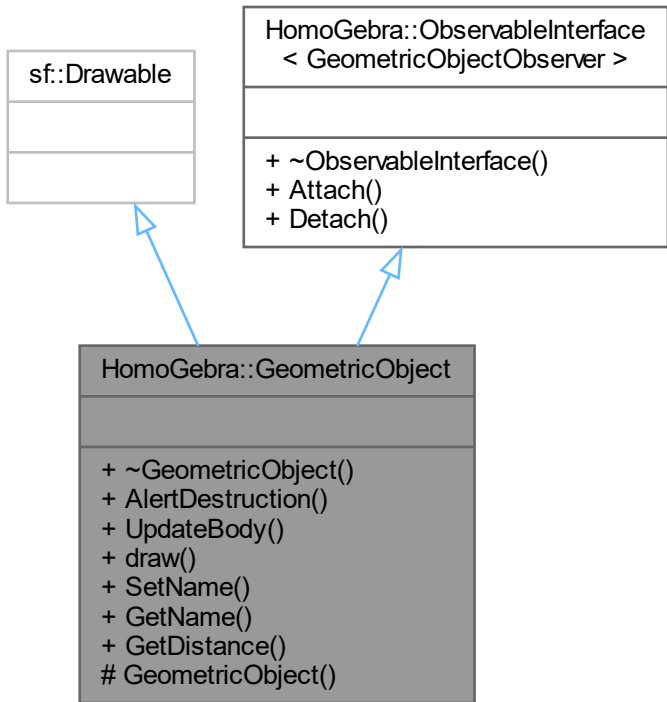 sf::Drawable
HomoGebra::ObservableInterface
< GeometricObjectObserver >
+ ~ObservableInterface()
+ Attach()
+ Detach()
HomoGebra::GeometricObject
+ ~GeometricObject()
+ AlertDestruction()
+ UpdateBody()
+ draw()
+ SetName()
+ GetName()
+ GetDistance()
# GeometricObject()